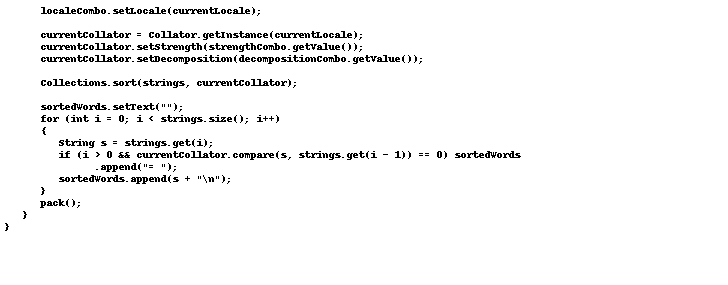 localeCombo.setLocale(currentLocale);
currentCollator = Collator.getInstance(currentLocale);
currentCollator.setStrength(strengthCombo.getValue());
currentCollator.setDecomposition(decompositionCombo.getValue());
Collections.sort(strings, currentCollator);
sortedWords.setText("");
for (int i = 0; i < strings.size(); i++)
{
String s = strings.get(i);
if (i > 0 && currentCollator.compare(s, strings.get(i - 1)) == 0) sortedWords
.append("= ");
sortedWords.append(s + "\n");
}
pack();
}
}